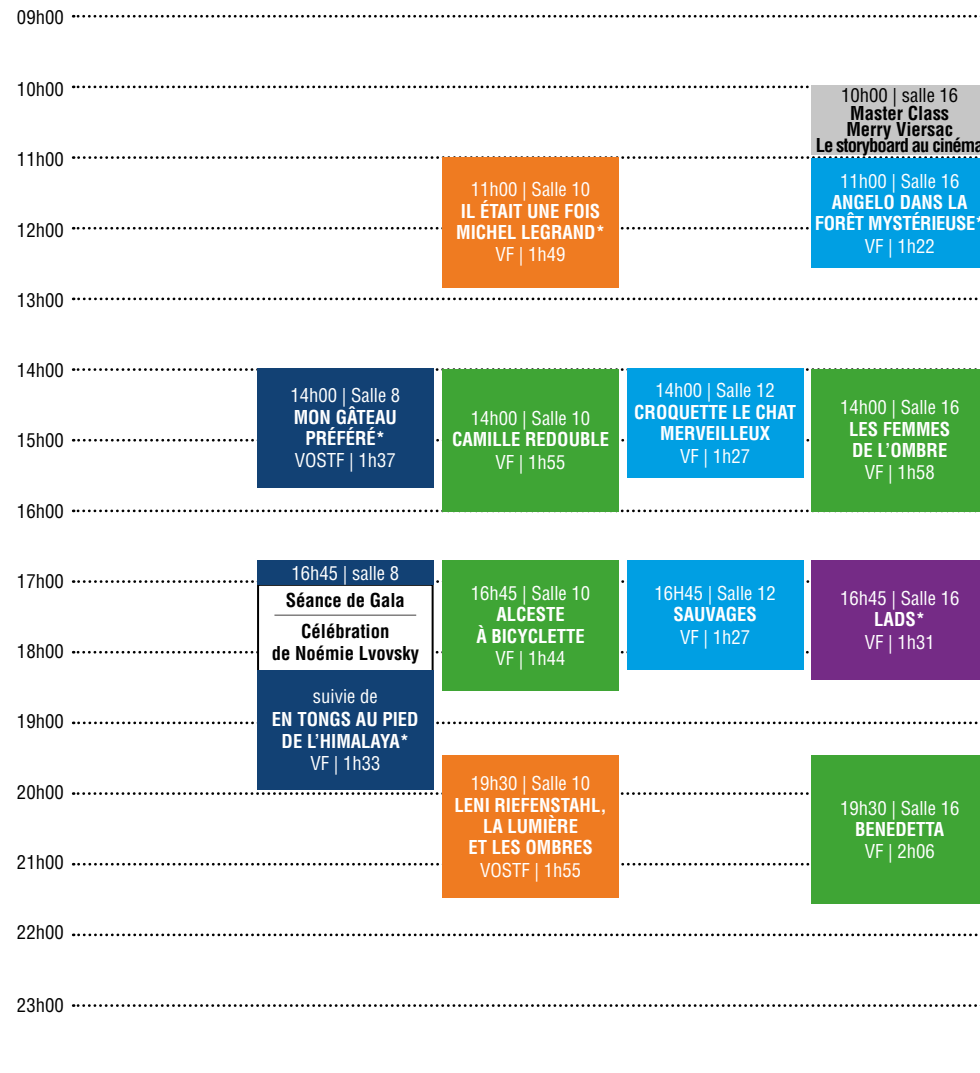 09h00
10h00
10h00 | salle 16
Master Class
Merry Viersac
Le storyboard au cinéma
11h00
11h00 | Salle 10
IL ÉTAIT UNE FOIS
MICHEL LEGRAND*
VF | 1h49
11h00 | Salle 16
ANGELO DANS LA
FORÊT MYSTÉRIEUSE*
VF | 1h22
12h00
13h00
14h00
14h00 | Salle 8
MON GÂTEAU
PRÉFÉRÉ*
VOSTF | 1h37
14h00 | Salle 10
CAMILLE REDOUBLE
VF | 1h55
14h00 | Salle 12
CROQUETTE LE CHAT
MERVEILLEUX
VF | 1h27
14h00 | Salle 16
LES FEMMES
DE L'OMBRE
VF | 1h58
15h00
16h00
16h45 | salle 8
Séance de Gala
Célébration
de Noémie Lvovsky
suivie de
EN TONGS AU PIED
DE L'HIMALAYA*
VF | 1h33
16h45 | Salle 10
ALCESTE
À BICYCLETTE
VF | 1h44
16H45 | Salle 12
SAUVAGES
VF | 1h27
16h45 | Salle 16
LADS*
VF | 1h31
17h00
18h00
19h00
19h30 | Salle 10
LENI RIEFENSTAHL,
LA LUMIÈRE
ET LES OMBRES
VOSTF | 1h55
19h30 | Salle 16
BENEDETTA
VF | 2h06
20h00
21h00
22h00
23h00